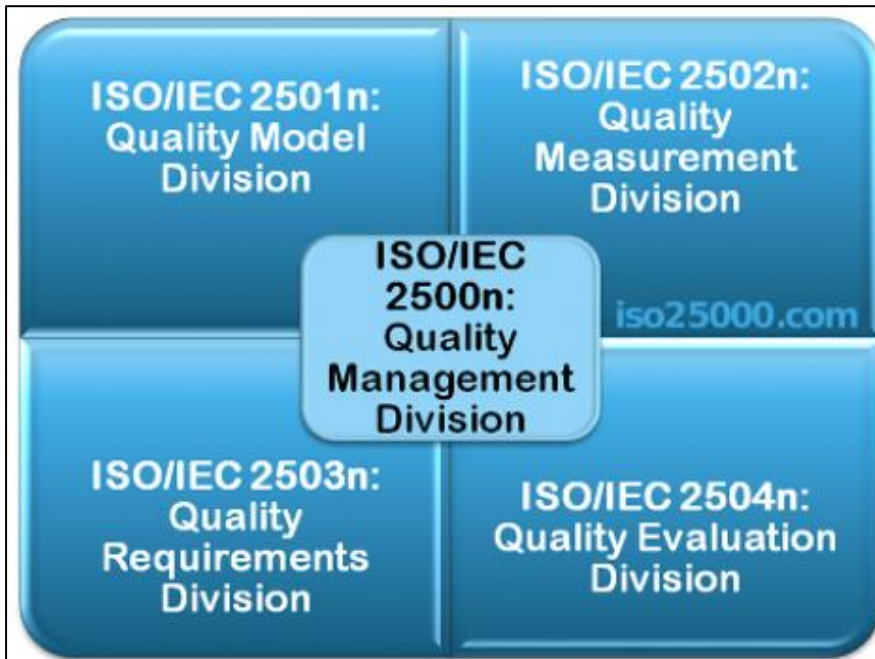 ISO/IEC 2501n:
Quality Model
Division
ISO/IEC 2502n:
Quality
Measurement
Division
ISO/IEC
2500n:
Quality
Management
Division
iso25000.com
ISO/IEC 2503n:
Quality
Requirements
Division
ISO/IEC 2504n:
Quality Evaluation
Division